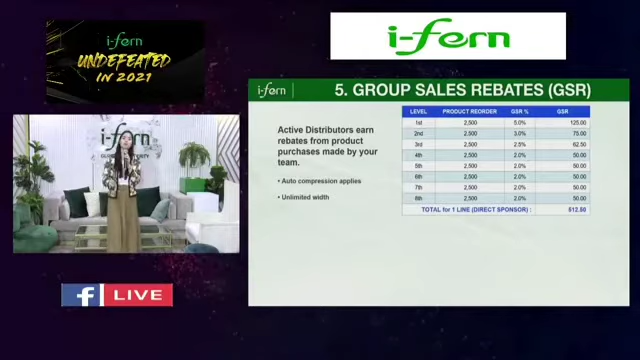 i-fern
UNDEFEATED
IN 2021
i-fern
i-fern
5. GROUP SALES REBATES (GSR)
Active Distributors earn
rebates from product
purchases made by your
team.
• Auto compression applies
• Unlimited width
LEVEL PRODUCT REORDER GSR % GSR
1st 2,500 5.0% 125.00
2nd 2,500 3.0% 75.00
3rd 2,500 2.5% 62.50
4th 2,500 2.0% 50.00
5th 2,500 2.0% 50.00
6th 2,500 2.0% 50.00
7th 2,500 2.0% 50.00
8th 2,500 2.0% 50.00
TOTAL for 1 LINE (DIRECT SPONSOR) : 512.50
i-fern
f LIVE